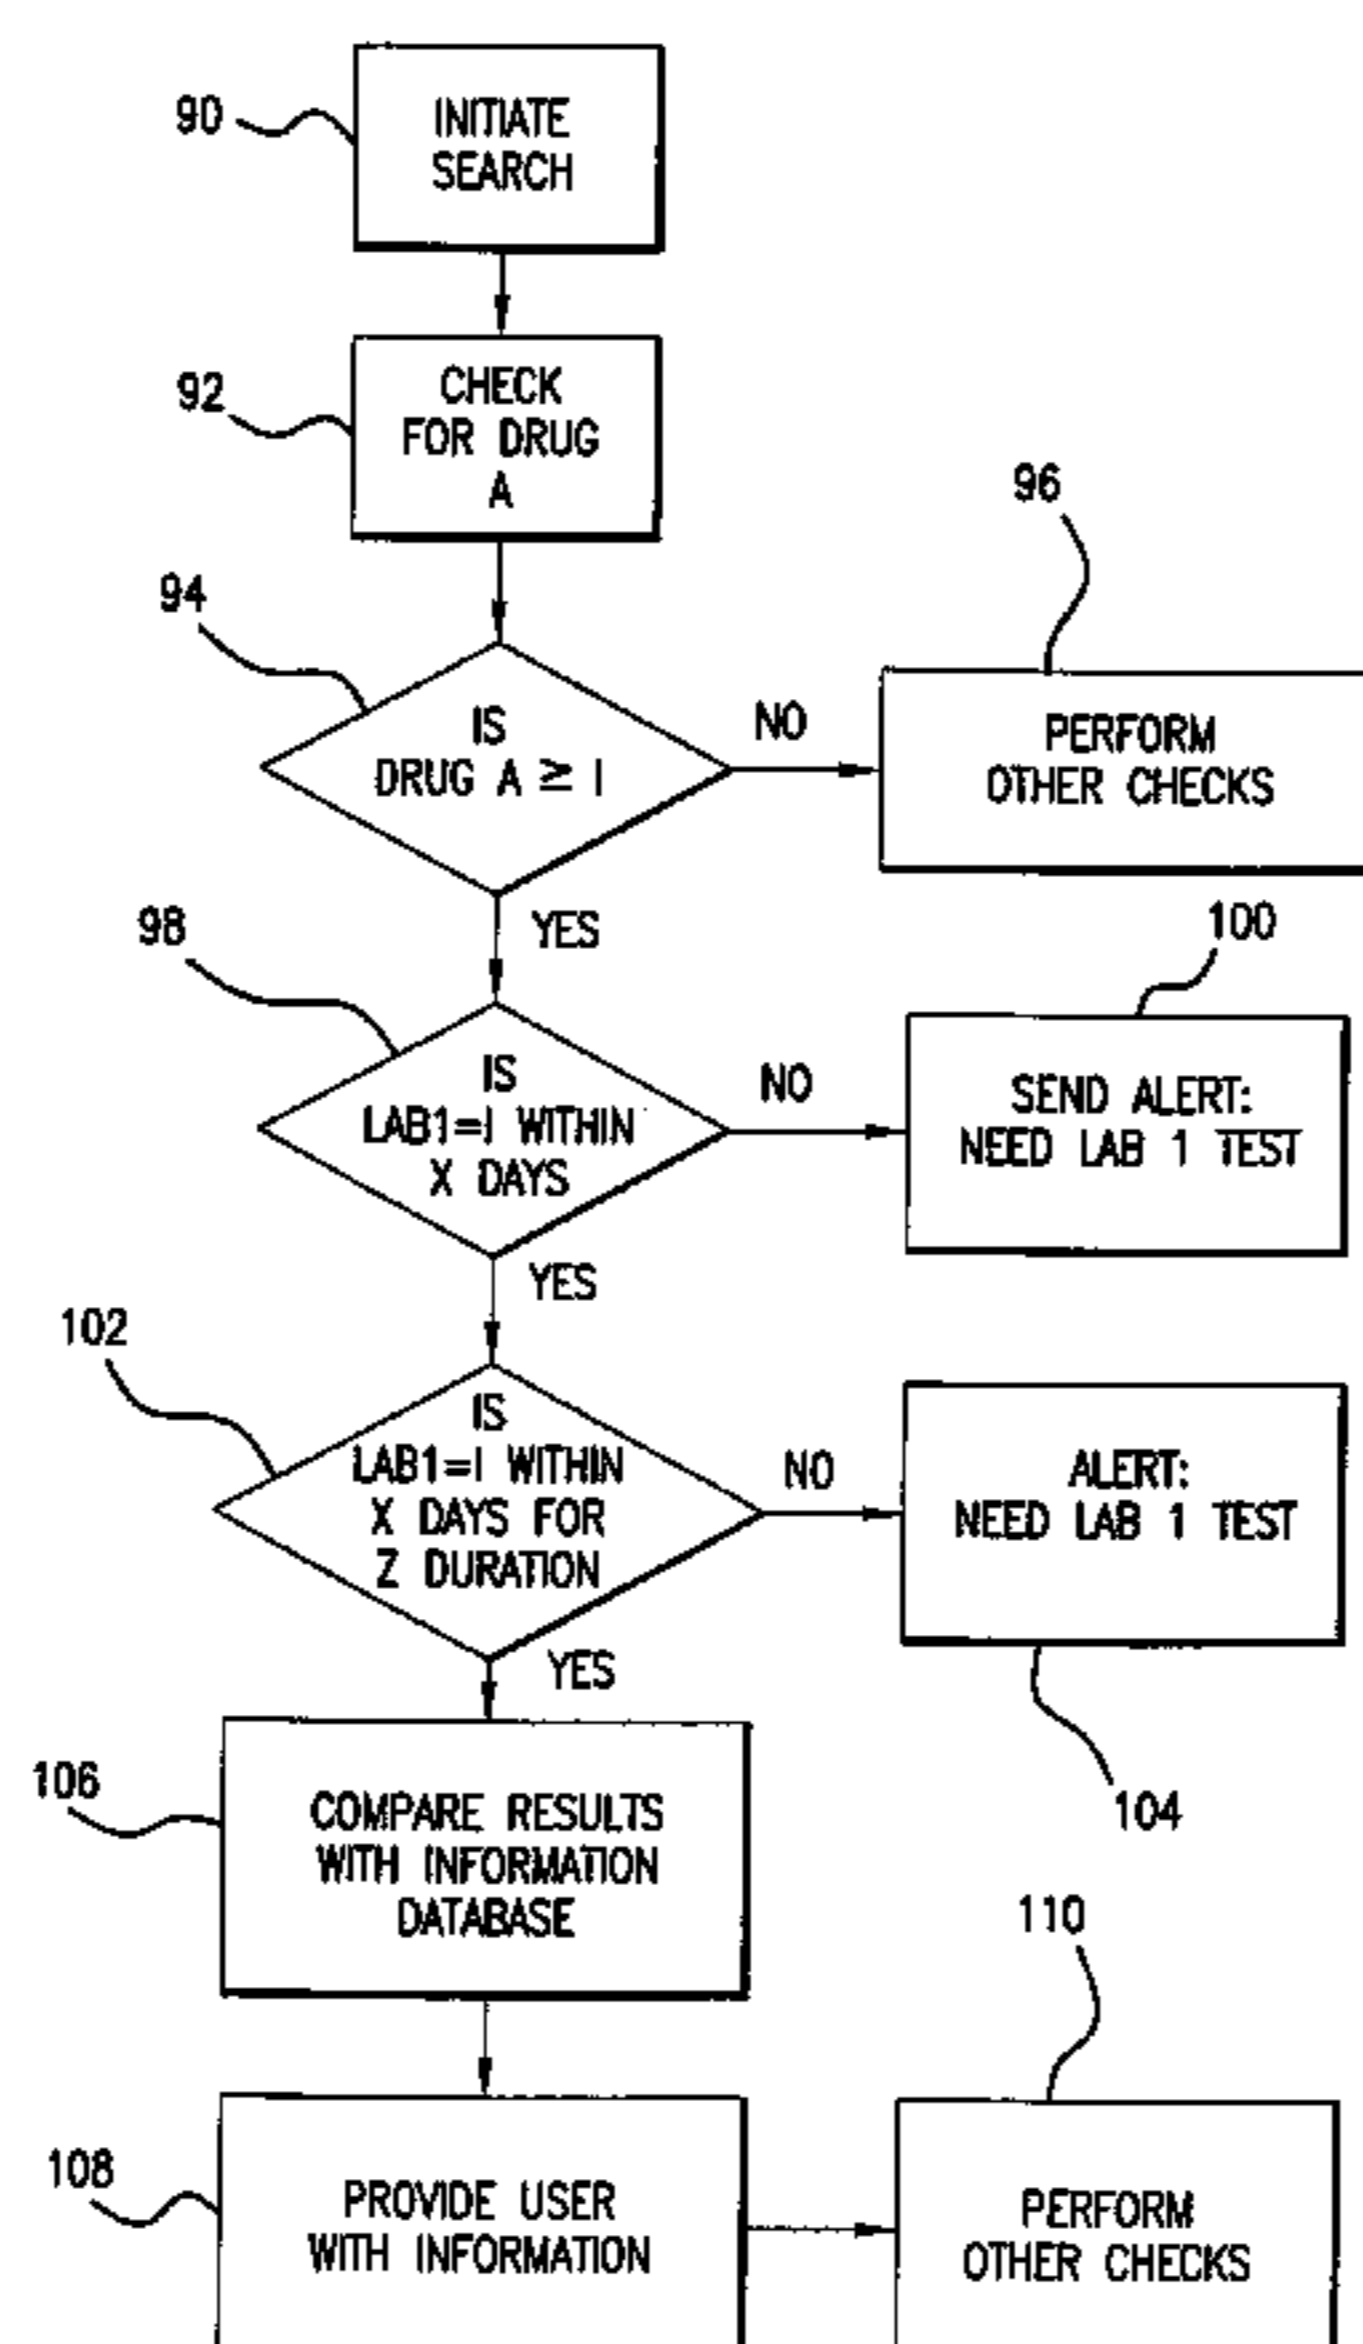 90
INITIATE
SEARCH
92
CHECK
FOR DRUG
A
94
IS
DRUG A ≥ 1
NO
96
PERFORM
OTHER CHECKS
YES
98
IS
LAB1=1 WITHIN
X DAYS
NO
100
SEND ALERT:
NEED LAB 1 TEST
YES
102
IS
LAB1=1 WITHIN
X DAYS FOR
Z DURATION
NO
ALERT:
NEED LAB 1 TEST
104
YES
106
COMPARE RESULTS
WITH INFORMATION
DATABASE
108
PROVIDE USER
WITH INFORMATION
110
PERFORM
OTHER CHECKS